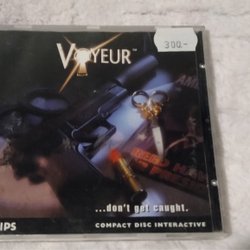 300.-
VOYEUR™
...don't get caught.
IPS
COMPACT DISC INTERACTIVE